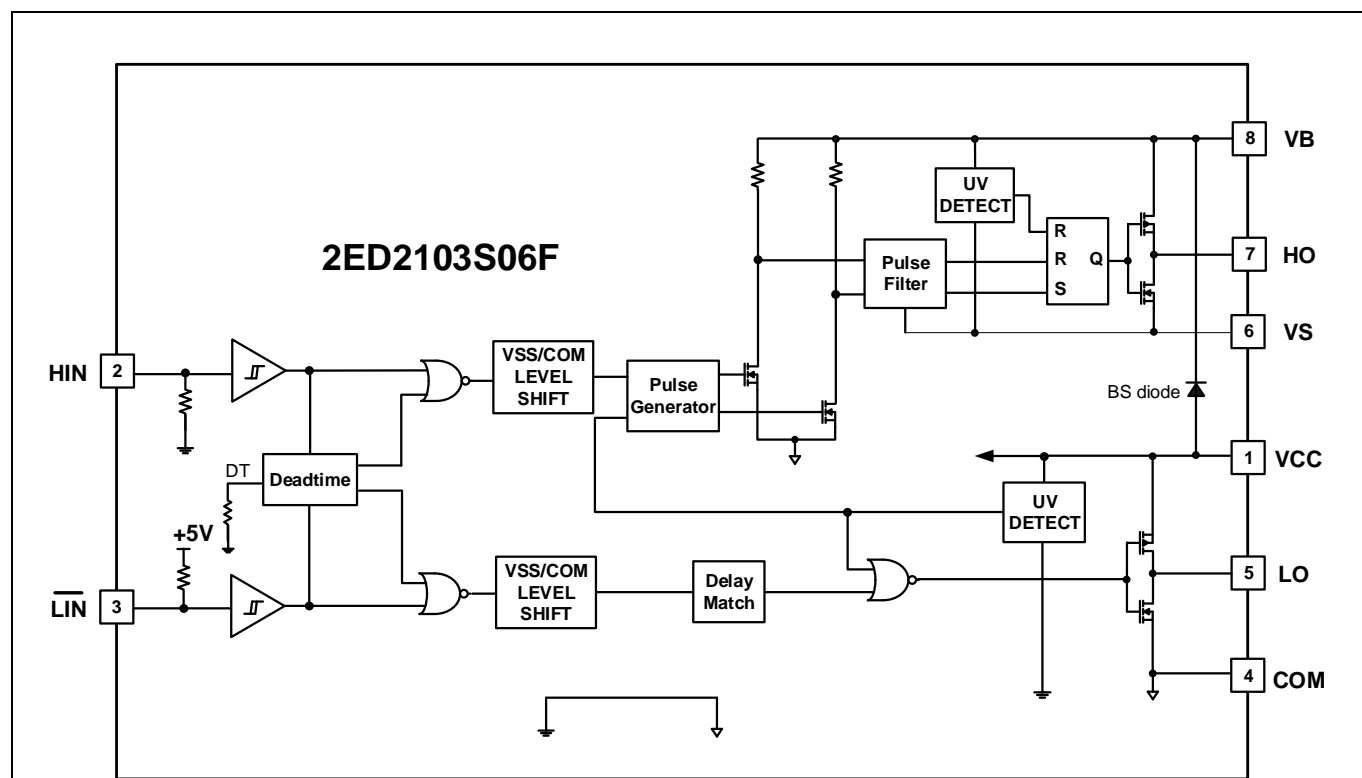 2ED2103S06F
8
VB
UV
DETECT
R
R
S
Q
7
HO
Pulse
Filter
6
VS
HIN
2
VSS/COM
LEVEL
SHIFT
Pulse
Generator
BS diode
1
VCC
DT
Deadtime
+5V
UV
DETECT
5
LO
LIN
3
VSS/COM
LEVEL
SHIFT
Delay
Match
4
COM